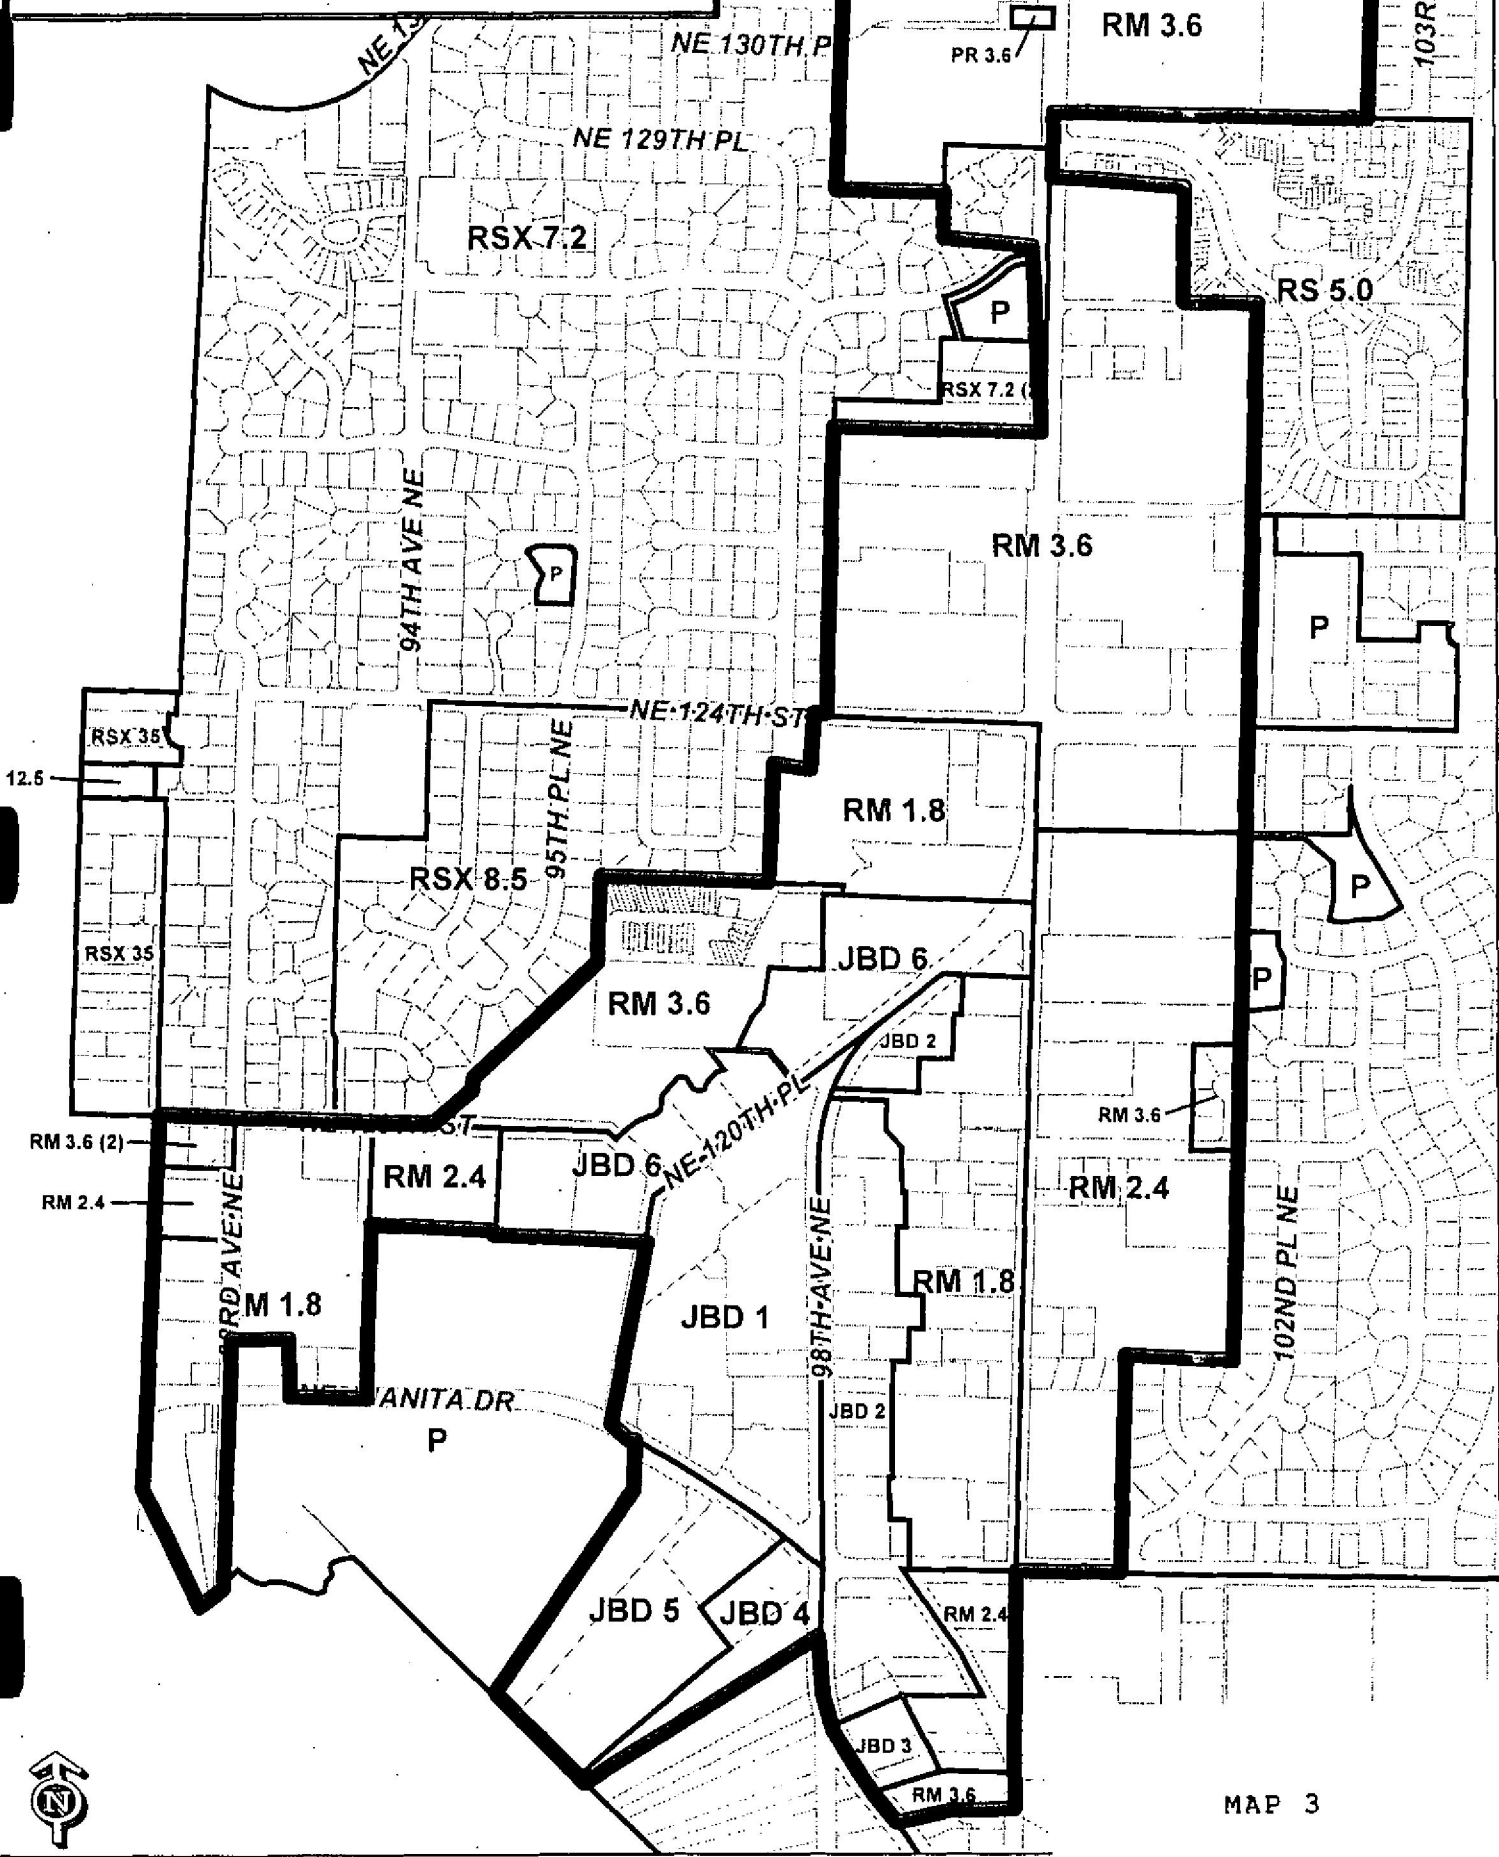 NE 13
NE 130TH P
RM 3.6
103R
PR 3.6
NE 129TH PL
RSX 7.2
RS 5.0
P
RSX 7.2 (
94TH AVE NE
P
RM 3.6
P
NE 124TH ST
RSX 35
12.5
95TH PL NE
RM 1.8
RSX 8.5
P
RSX 35
JBD 6
P
RM 3.6
JBD 2
RM 3.6
RM 3.6 (2)
ST
RM 2.4
JBD 6
NE 120TH PL
RM 2.4
RM 2.4
RD AVE NE
98TH AVE NE
102ND PL NE
RM 1.8
M 1.8
JBD 1
ANITA DR
P
JBD 2
JBD 5
JBD 4
RM 2.4
JBD 3
RM 3.6
N
MAP 3